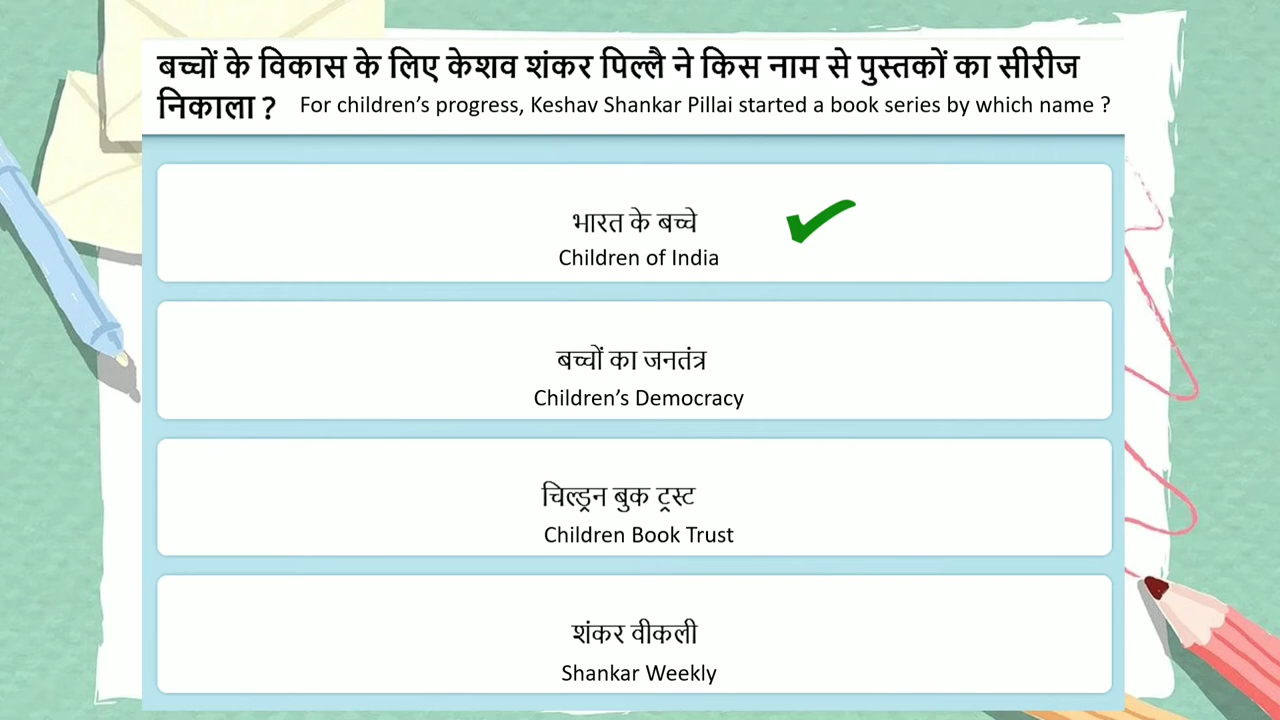 बच्चों के विकास के लिए केशव शंकर पिल्लै ने किस नाम से पुस्तकों का सीरीज
निकाला ? For children’s progress, Keshav Shankar Pillai started a book series by which name ?
भारत के बच्चे
Children of India
बच्चों का जनतंत्र
Children’s Democracy
चिल्ड्रन बुक ट्रस्ट
Children Book Trust
शंकर वीकली
Shankar Weekly